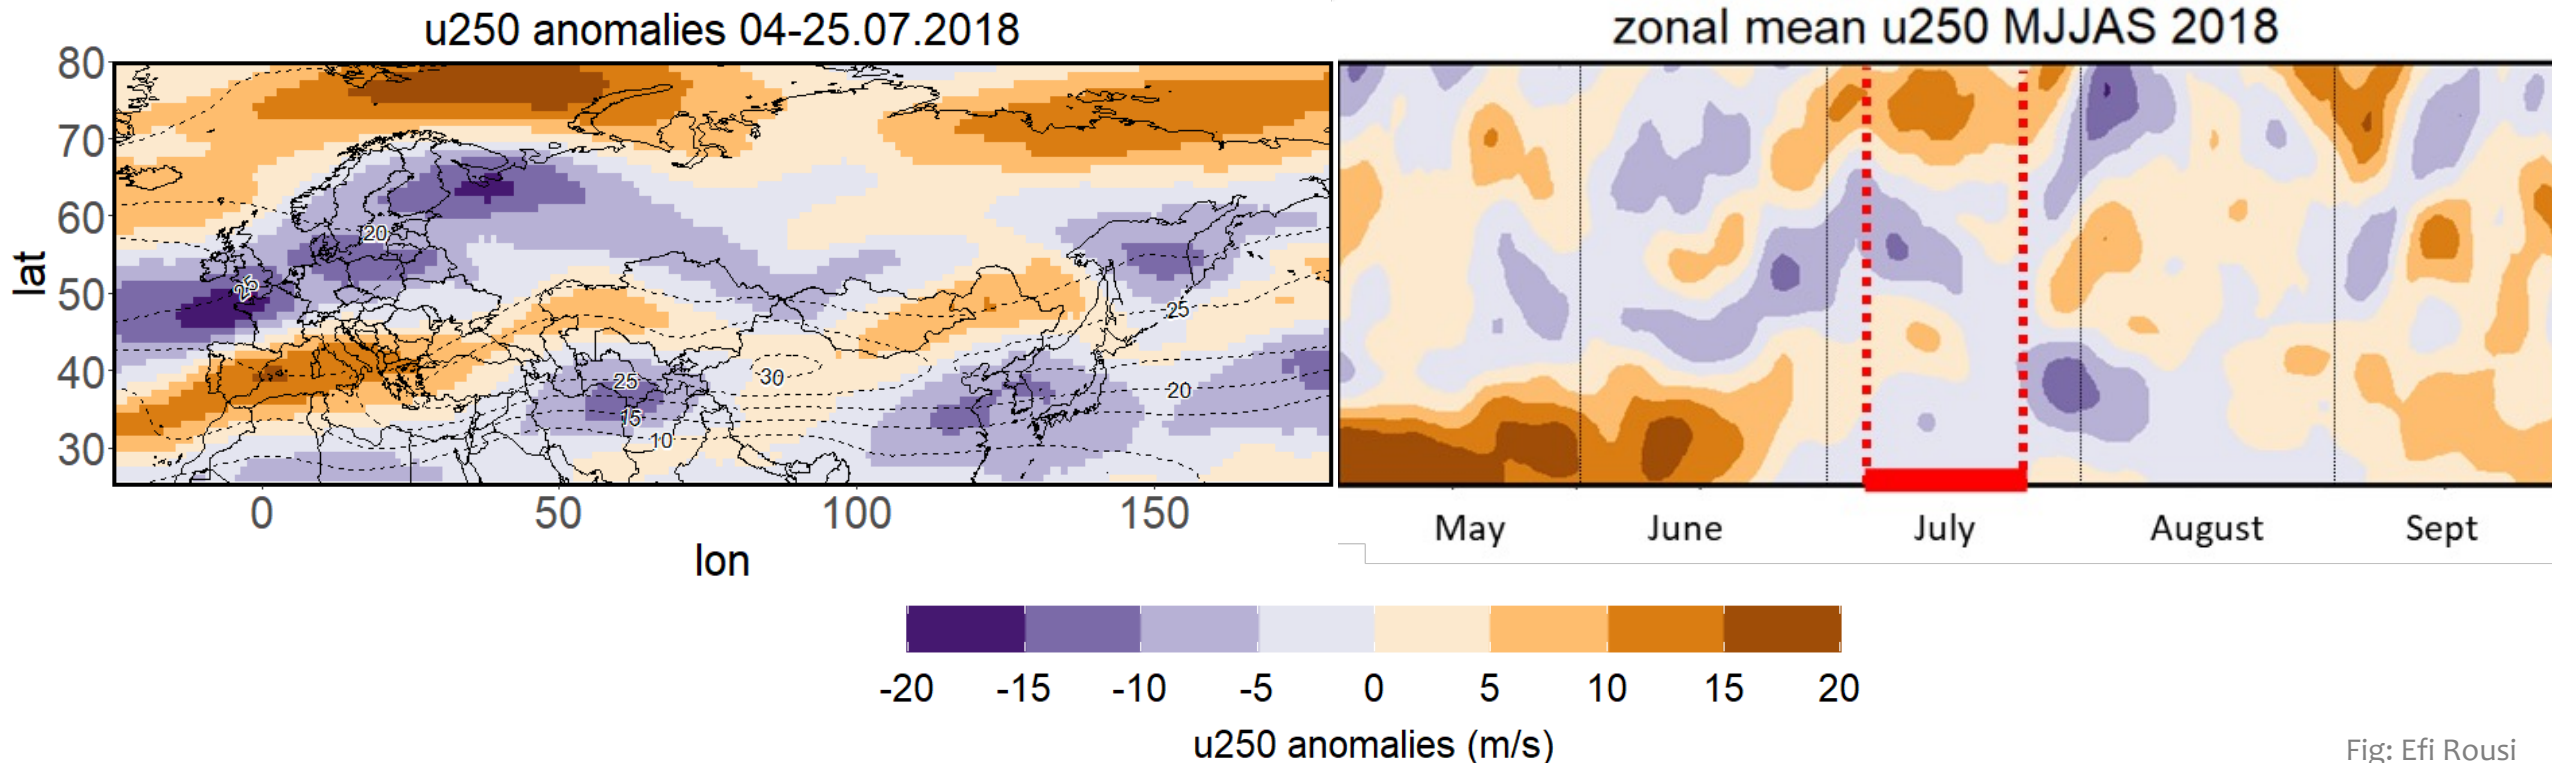 u250 anomalies 04-25.07.2018
zonal mean u250 MJJAS 2018
80
70
60
50
40
30
lat
20
25
25
30
25
20
15
10
0
50
100
150
lon
May
June
July
August
Sept
-20
-15
-10
-5
0
5
10
15
20
u250 anomalies (m/s)
Fig: Efi Rousi